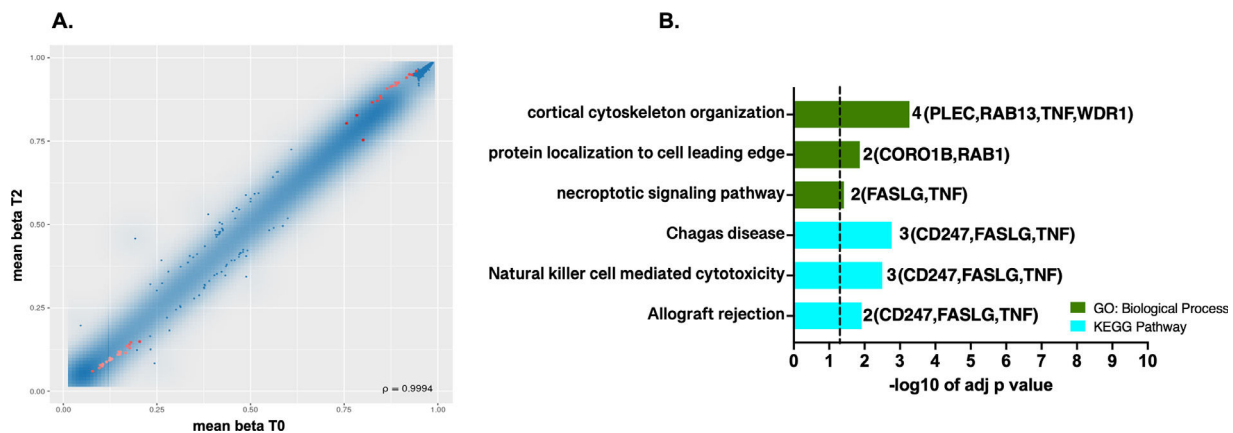 A.
1.00
0.75
0.50
0.25
0.00
mean beta T2
ρ = 0.9994
0.00 0.25 0.50 0.75 1.00
mean beta T0
B.
cortical cytoskeleton organization 4(PLEC,RAB13,TNF,WDR1)
protein localization to cell leading edge 2(CORO1B,RAB1)
necroptotic signaling pathway 2(FASLG,TNF)
Chagas disease 3(CD247,FASLG,TNF)
Natural killer cell mediated cytotoxicity 3(CD247,FASLG,TNF)
Allograft rejection 2(CD247,FASLG,TNF)
GO: Biological Process
KEGG Pathway
0 1 2 3 4 5 6 7 8 9 10
-log10 of adj p value